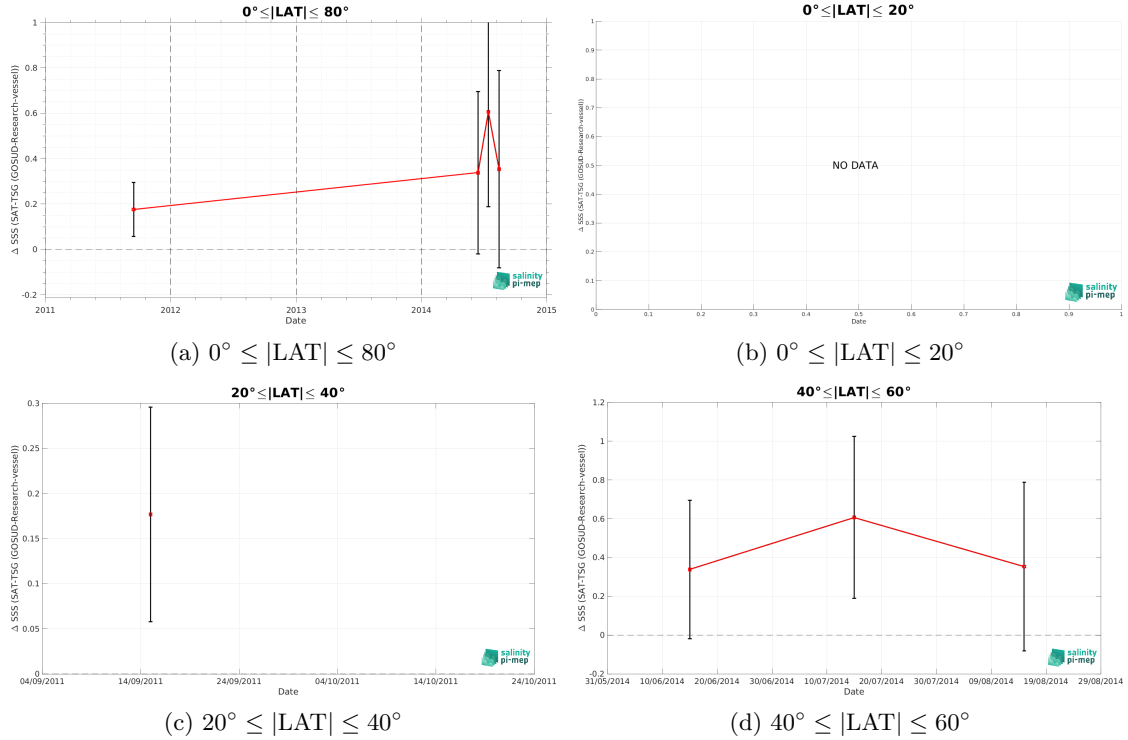 0°≤|LAT|≤ 80°
Δ SSS (SAT-TSG (GOSUD-Research-vessel))
1
0.8
0.6
0.4
0.2
0
-0.2
2011
2012
2013
2014
2015
Date
salinity
pi-mep
(a) 0° ≤ |LAT| ≤ 80°
0°≤|LAT|≤ 20°
Δ SSS (SAT-TSG (GOSUD-Research-vessel))
1
0.9
0.8
0.7
0.6
0.5
0.4
0.3
0.2
0.1
0
NO DATA
0
0.1
0.2
0.3
0.4
0.5
0.6
0.7
0.8
0.9
1
Date
salinity
pi-mep
(b) 0° ≤ |LAT| ≤ 20°
20°≤|LAT|≤ 40°
Δ SSS (SAT-TSG (GOSUD-Research-vessel))
0.3
0.25
0.2
0.15
0.1
0.05
0
04/09/2011
14/09/2011
24/09/2011
04/10/2011
14/10/2011
24/10/2011
Date
salinity
pi-mep
(c) 20° ≤ |LAT| ≤ 40°
40°≤|LAT|≤ 60°
Δ SSS (SAT-TSG (GOSUD-Research-vessel))
1.2
1
0.8
0.6
0.4
0.2
0
-0.2
31/05/2014
10/06/2014
20/06/2014
30/06/2014
10/07/2014
20/07/2014
30/07/2014
09/08/2014
19/08/2014
29/08/2014
Date
salinity
pi-mep
(d) 40° ≤ |LAT| ≤ 60°